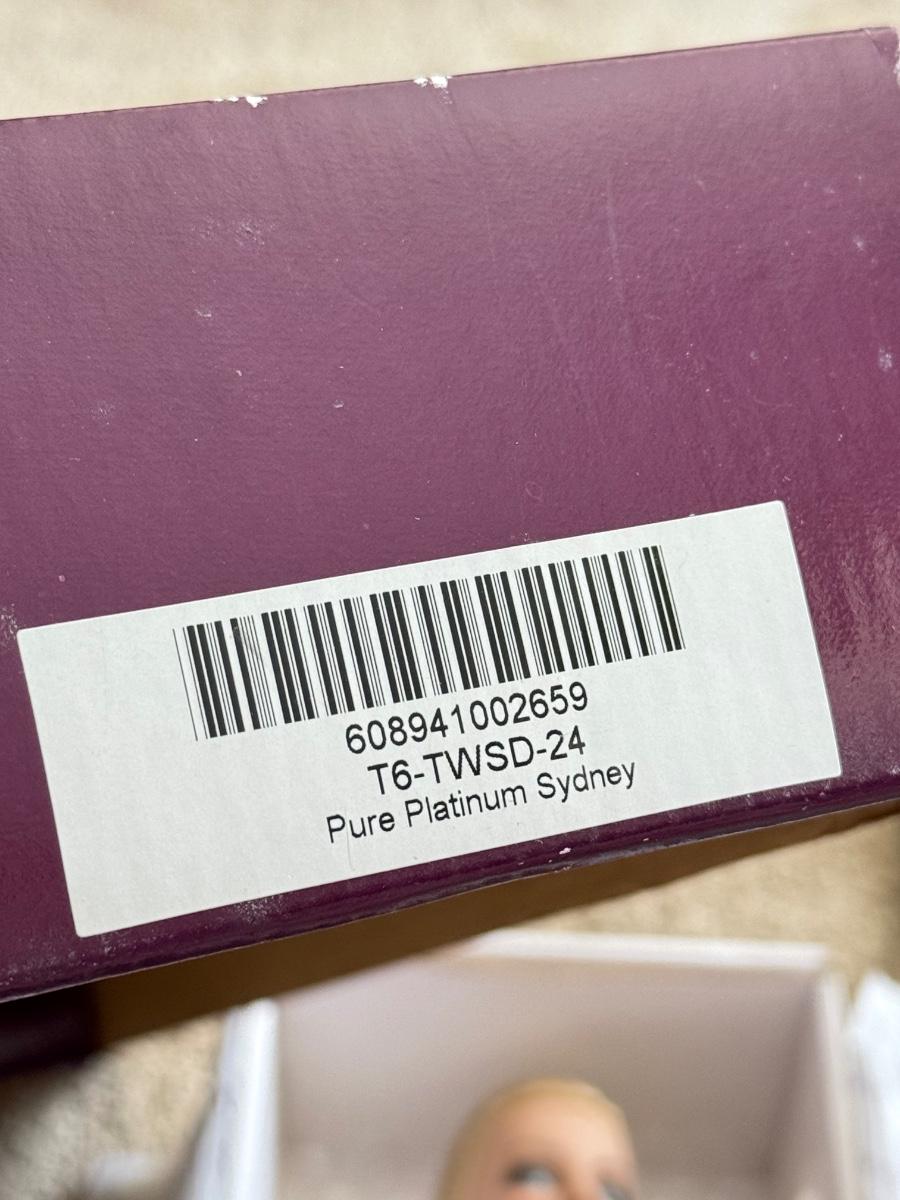 608941002659
T6-TWSD-24
Pure Platinum Sydney